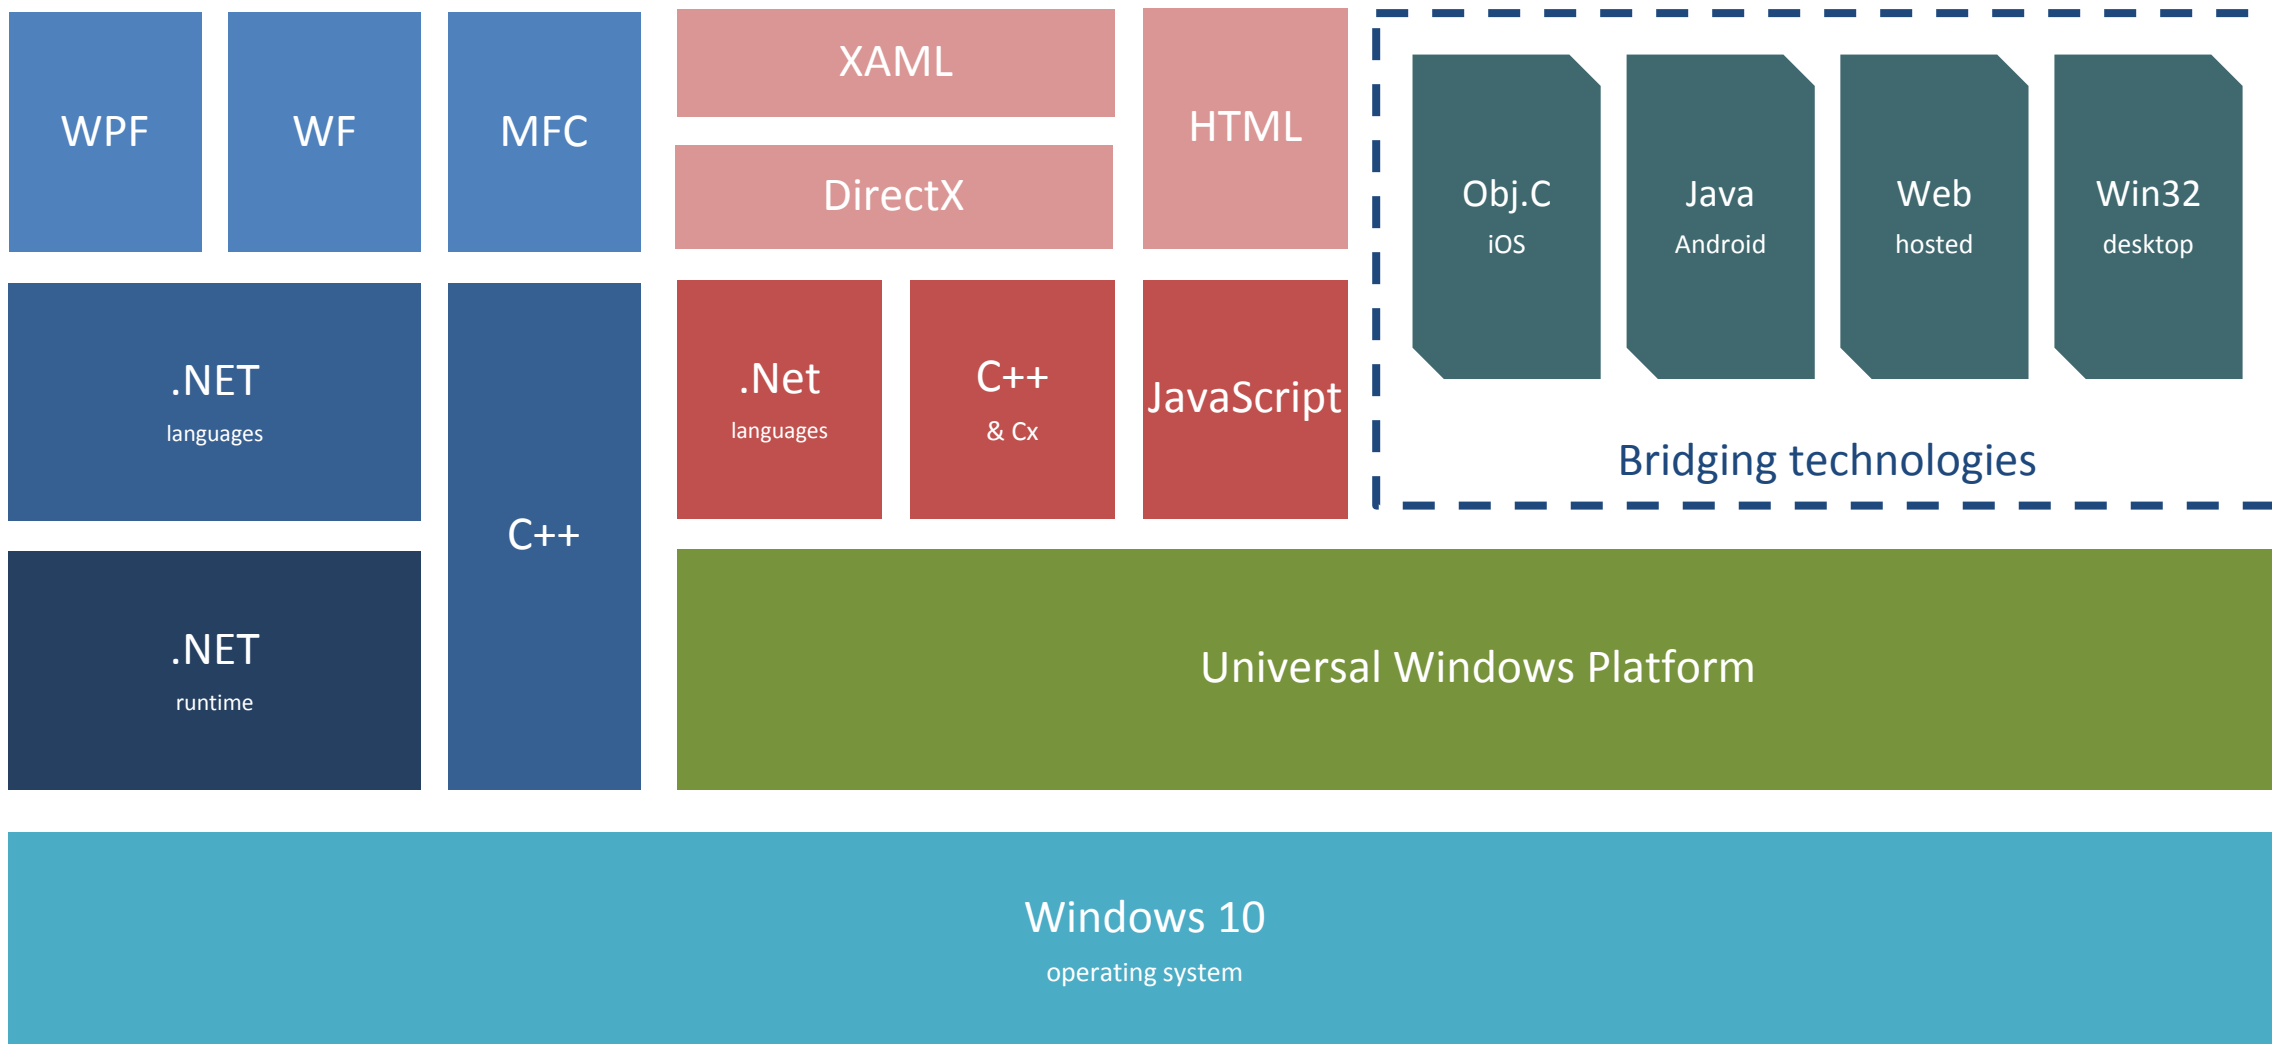 WPF
WF
MFC
XAML
DirectX
HTML
Obj.C
iOS
Java
Android
Web
hosted
Win32
desktop
Bridging technologies
.NET
languages
C++
.Net
languages
C++
& Cx
JavaScript
.NET
runtime
Universal Windows Platform
Windows 10
operating system